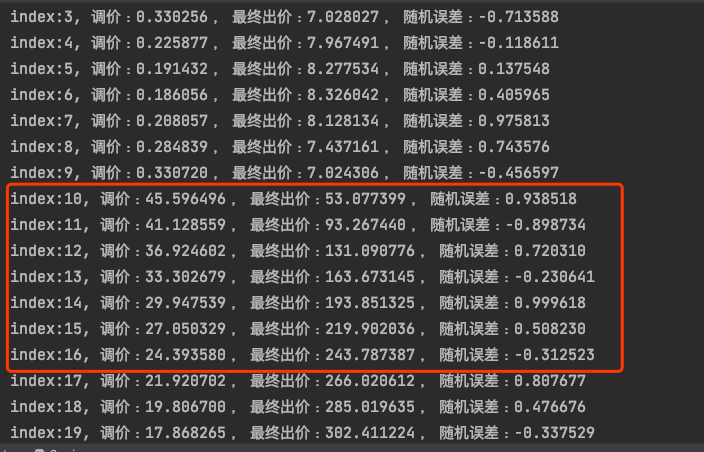 index:3, 调价：0.330256, 最终出价：7.028027, 随机误差：-0.713588
index:4, 调价：0.225877, 最终出价：7.967491, 随机误差：-0.118611
index:5, 调价：0.191432, 最终出价：8.277534, 随机误差：0.137548
index:6, 调价：0.186056, 最终出价：8.326042, 随机误差：0.405965
index:7, 调价：0.208057, 最终出价：8.128134, 随机误差：0.975813
index:8, 调价：0.284839, 最终出价：7.437161, 随机误差：0.743576
index:9, 调价：0.330720, 最终出价：7.024306, 随机误差：-0.456597
index:10, 调价：45.596496, 最终出价：53.077399, 随机误差：0.938518
index:11, 调价：41.128559, 最终出价：93.267440, 随机误差：-0.898734
index:12, 调价：36.924602, 最终出价：131.090776, 随机误差：0.720310
index:13, 调价：33.302679, 最终出价：163.673145, 随机误差：-0.230641
index:14, 调价：29.947539, 最终出价：193.851325, 随机误差：0.999618
index:15, 调价：27.050329, 最终出价：219.902036, 随机误差：0.508230
index:16, 调价：24.393580, 最终出价：243.787387, 随机误差：-0.312523
index:17, 调价：21.920702, 最终出价：266.020612, 随机误差：0.807677
index:18, 调价：19.806700, 最终出价：285.019635, 随机误差：0.476676
index:19, 调价：17.868265, 最终出价：302.411224, 随机误差：-0.337529